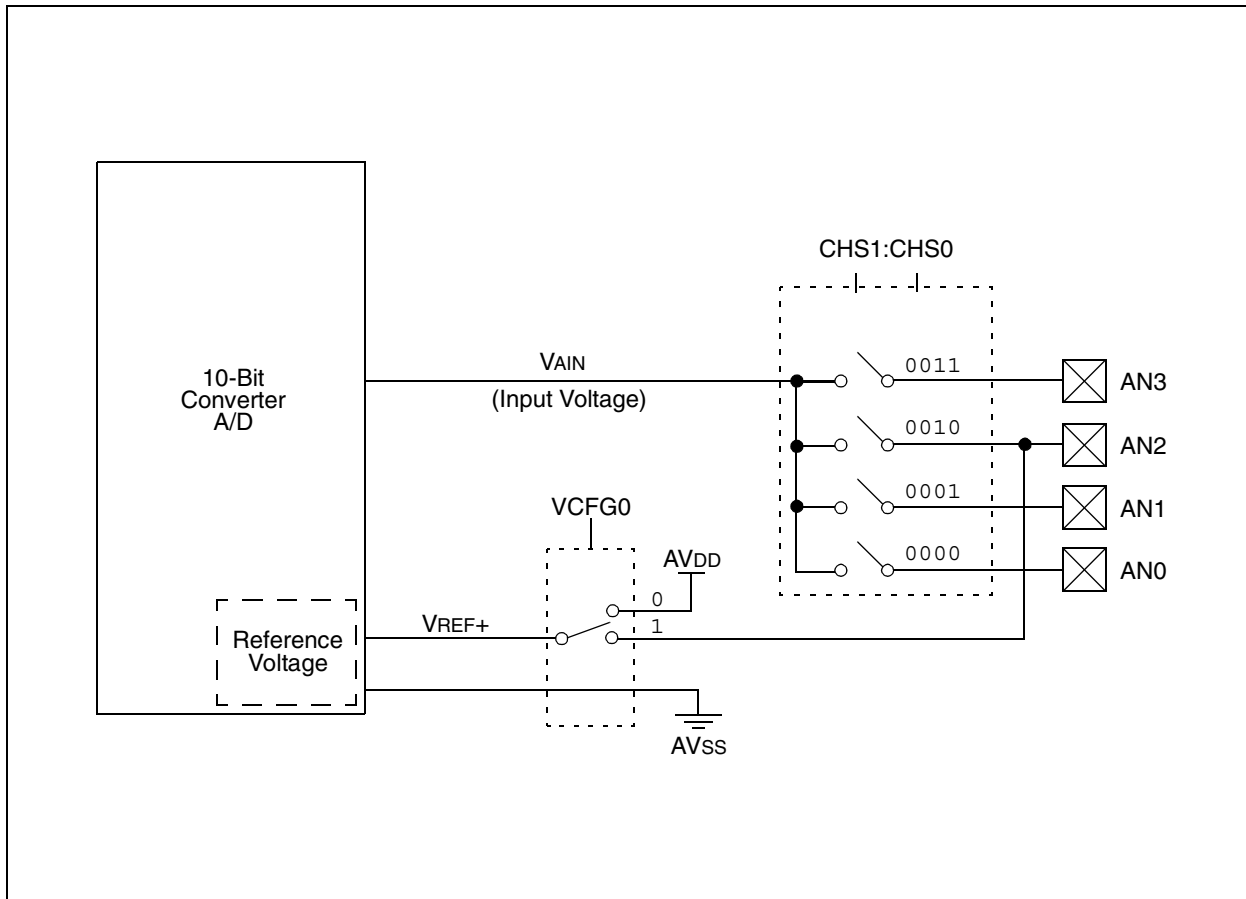 CHS1:CHS0
10-Bit
Converter
A/D
VAIN
(Input Voltage)
0011
AN3
0010
AN2
0001
AN1
0000
AN0
VCFG0
AVDD
0
1
VREF+
Reference
Voltage
AVSS